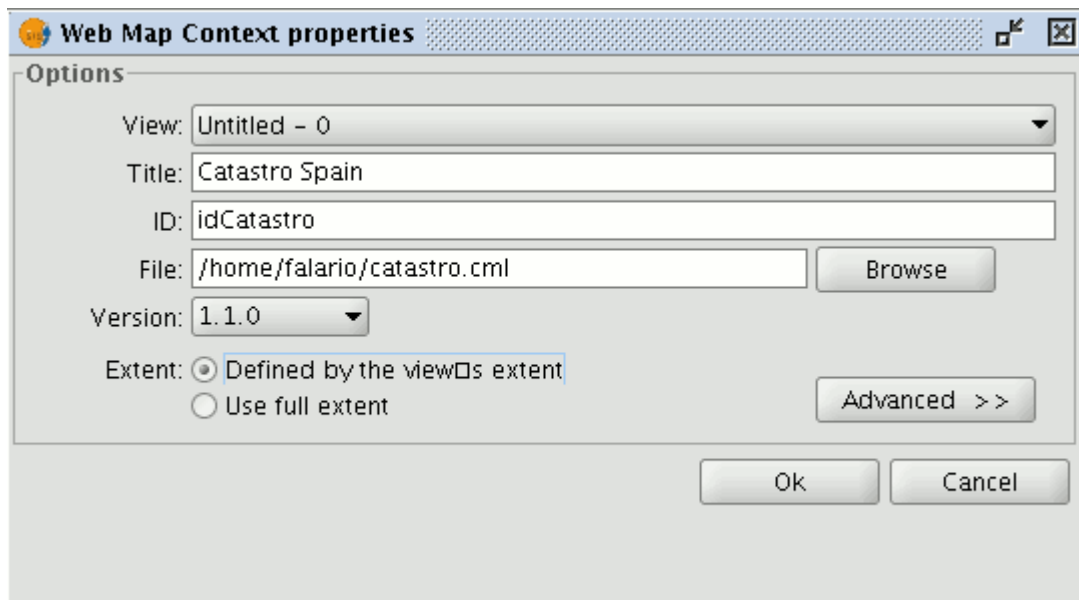 Web Map Context properties
Options
View: Untitled - 0
Title: Catastro Spain
ID: idCatastro
File: /home/falario/catastro.cml Browse
Version: 1.1.0
Extent: Defined by the view□s extent
Use full extent Advanced >>
Ok Cancel